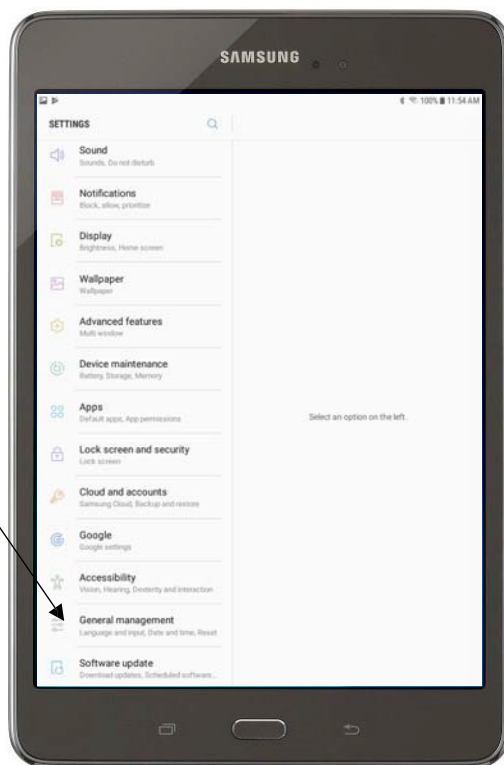 SAMSUNG
100% 11:54 AM
SETTINGS
Sound
Sounds, Do not disturb
Notifications
Block, allow, prioritize
Display
Brightness, Home screen
Wallpaper
Wallpaper
Advanced features
Multi window
Device maintenance
Battery, Storage, Memory
Apps
Default apps, App permissions
Select an option on the left.
Lock screen and security
Lock screen
Cloud and accounts
Samsung Cloud, Backup and restore
Google
Google settings
Accessibility
Vision, Hearing, Dexterity and interaction
General management
Language and input, Date and time, Reset
Software update
Download updates, Scheduled software...